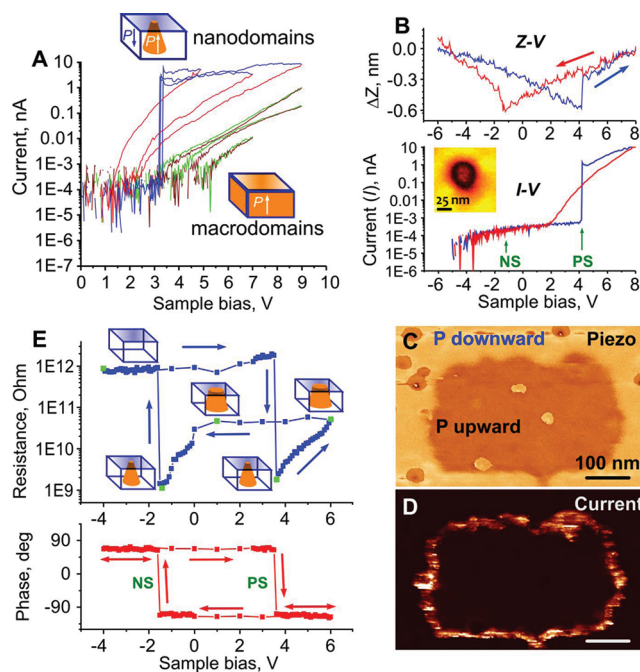 A
P
P
nanodomains
Current, nA
10
1
0.1
0.01
1E-3
1E-4
1E-5
1E-6
1E-7
P
macrodomains
0 1 2 3 4 5 6 7 8 9 10
Sample bias, V
B
Z-V
ΔZ, nm
0.0
-0.3
-0.6
-6 -4 -2 0 2 4 6 8
Current (I), nA
10
1
0.1
0.01
1E-3
1E-4
1E-5
1E-6
25 nm
I-V
NS
PS
-6 -4 -2 0 2 4 6 8
Sample bias, V
E
Resistance, Ohm
1E12
1E11
1E10
1E9
-4 -2 0 2 4 6
Phase, deg
90
0
-90
NS
PS
-4 -2 0 2 4 6
Sample bias, V
C
P downward
Piezo
P upward
100 nm
D
Current